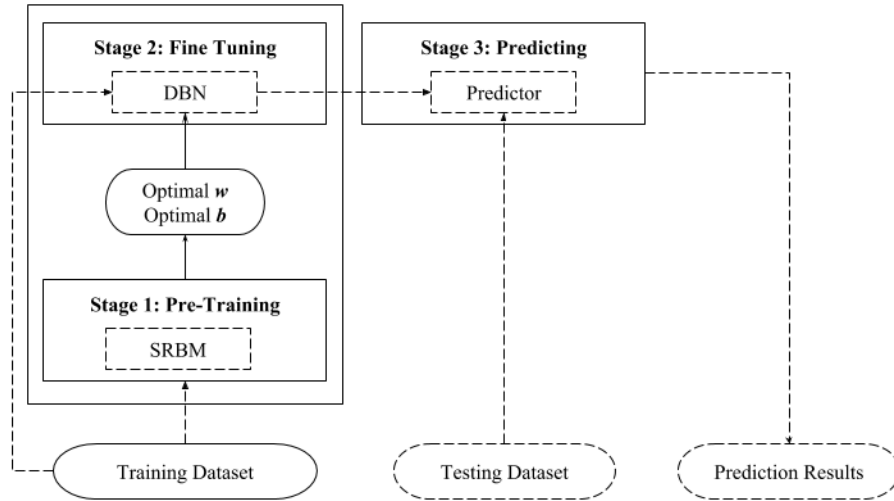 Stage 2: Fine Tuning
DBN
Stage 3: Predicting
Predictor
Optimal w
Optimal b
Stage 1: Pre-Training
SRBM
Training Dataset
Testing Dataset
Prediction Results